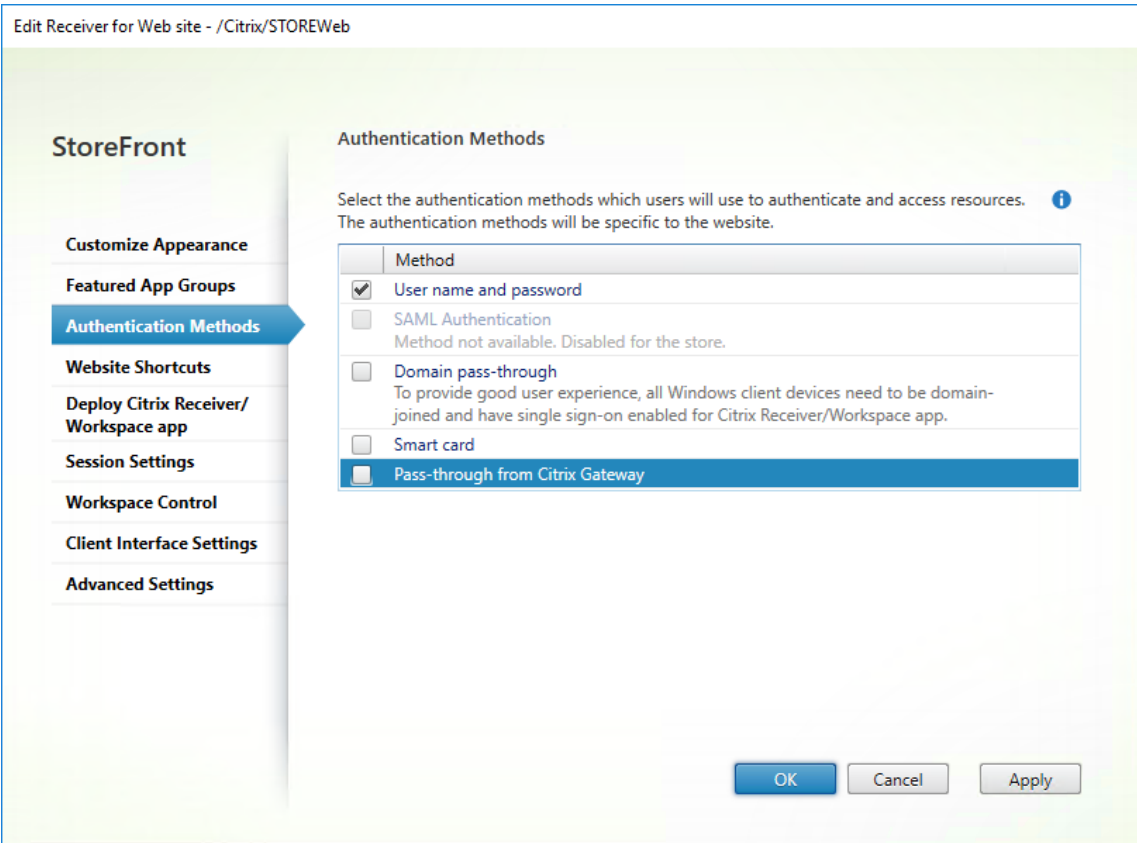 Edit Receiver for Web site - /Citrix/STOREWeb
StoreFront
Customize Appearance
Featured App Groups
Authentication Methods
Website Shortcuts
Deploy Citrix Receiver/
Workspace app
Session Settings
Workspace Control
Client Interface Settings
Advanced Settings
Authentication Methods
Select the authentication methods which users will use to authenticate and access resources.
The authentication methods will be specific to the website.
Method
User name and password
SAML Authentication
Method not available. Disabled for the store.
Domain pass-through
To provide good user experience, all Windows client devices need to be domain-
joined and have single sign-on enabled for Citrix Receiver/Workspace app.
Smart card
Pass-through from Citrix Gateway
OK
Cancel
Apply